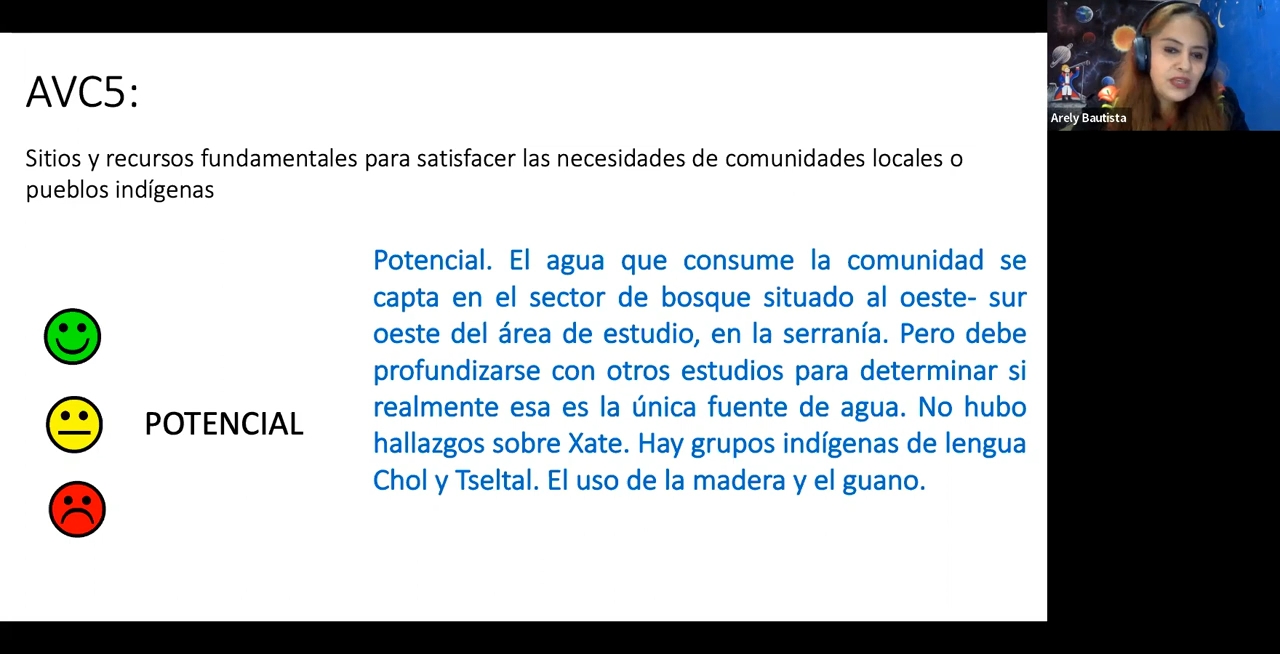 AVC5:
Sitios y recursos fundamentales para satisfacer las necesidades de comunidades locales o
pueblos indígenas
Potencial. El agua que consume la comunidad se
capta en el sector de bosque situado al oeste- sur
oeste del área de estudio, en la serranía. Pero debe
profundizarse con otros estudios para determinar si
realmente esa es la única fuente de agua. No hubo
hallazgos sobre Xate. Hay grupos indígenas de lengua
Chol y Tseltal. El uso de la madera y el guano.
POTENCIAL
Arely Bautista